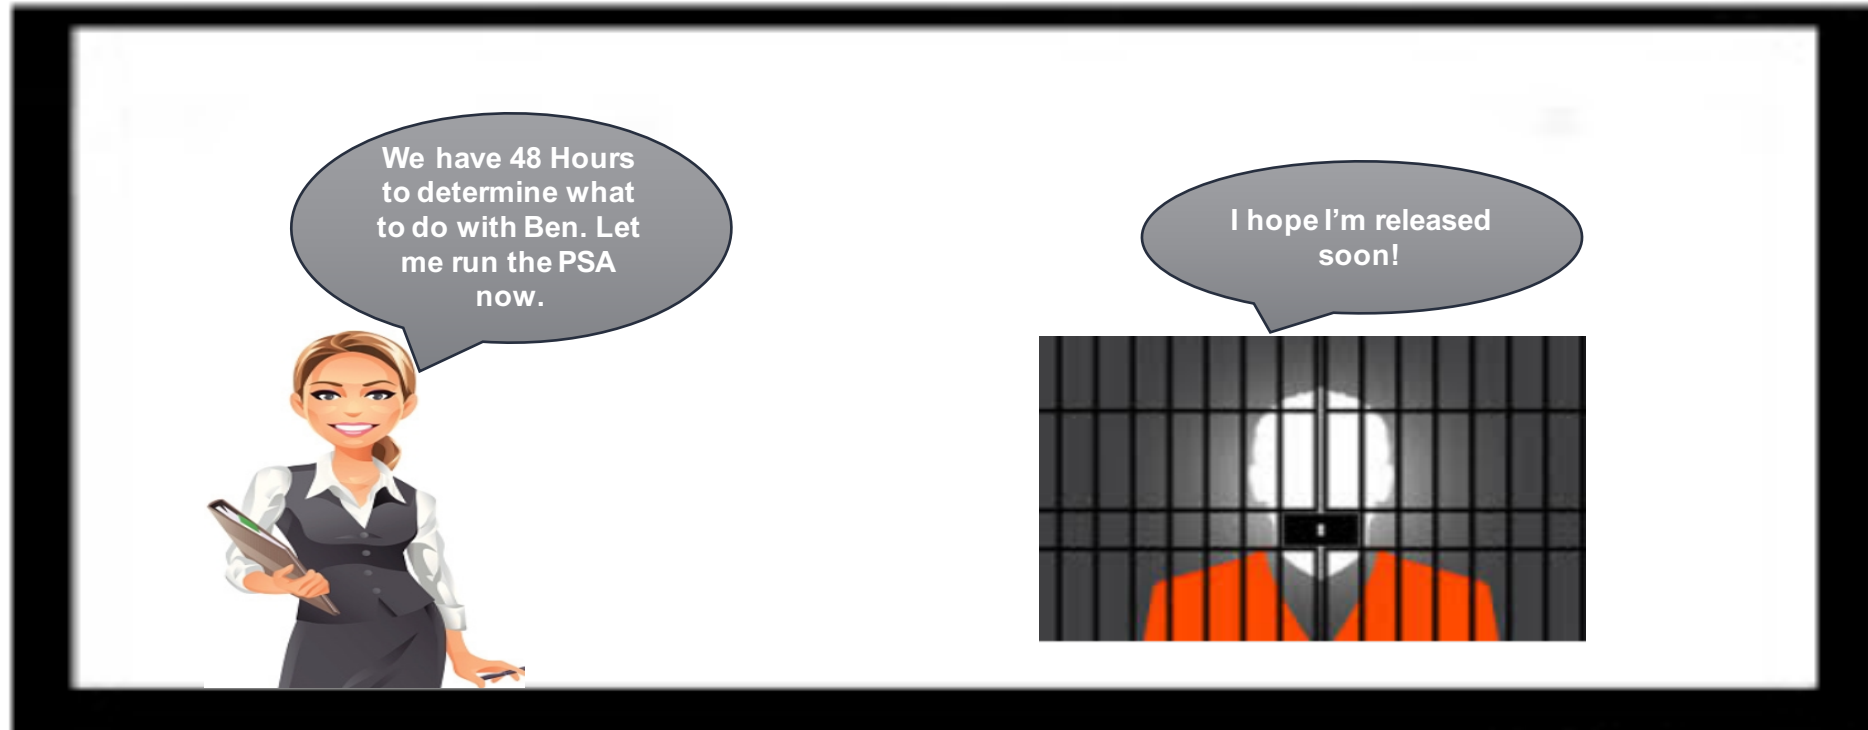 We have 48 Hours
to determine what
to do with Ben. Let
me run the PSA
now.
I hope I’m released
soon!